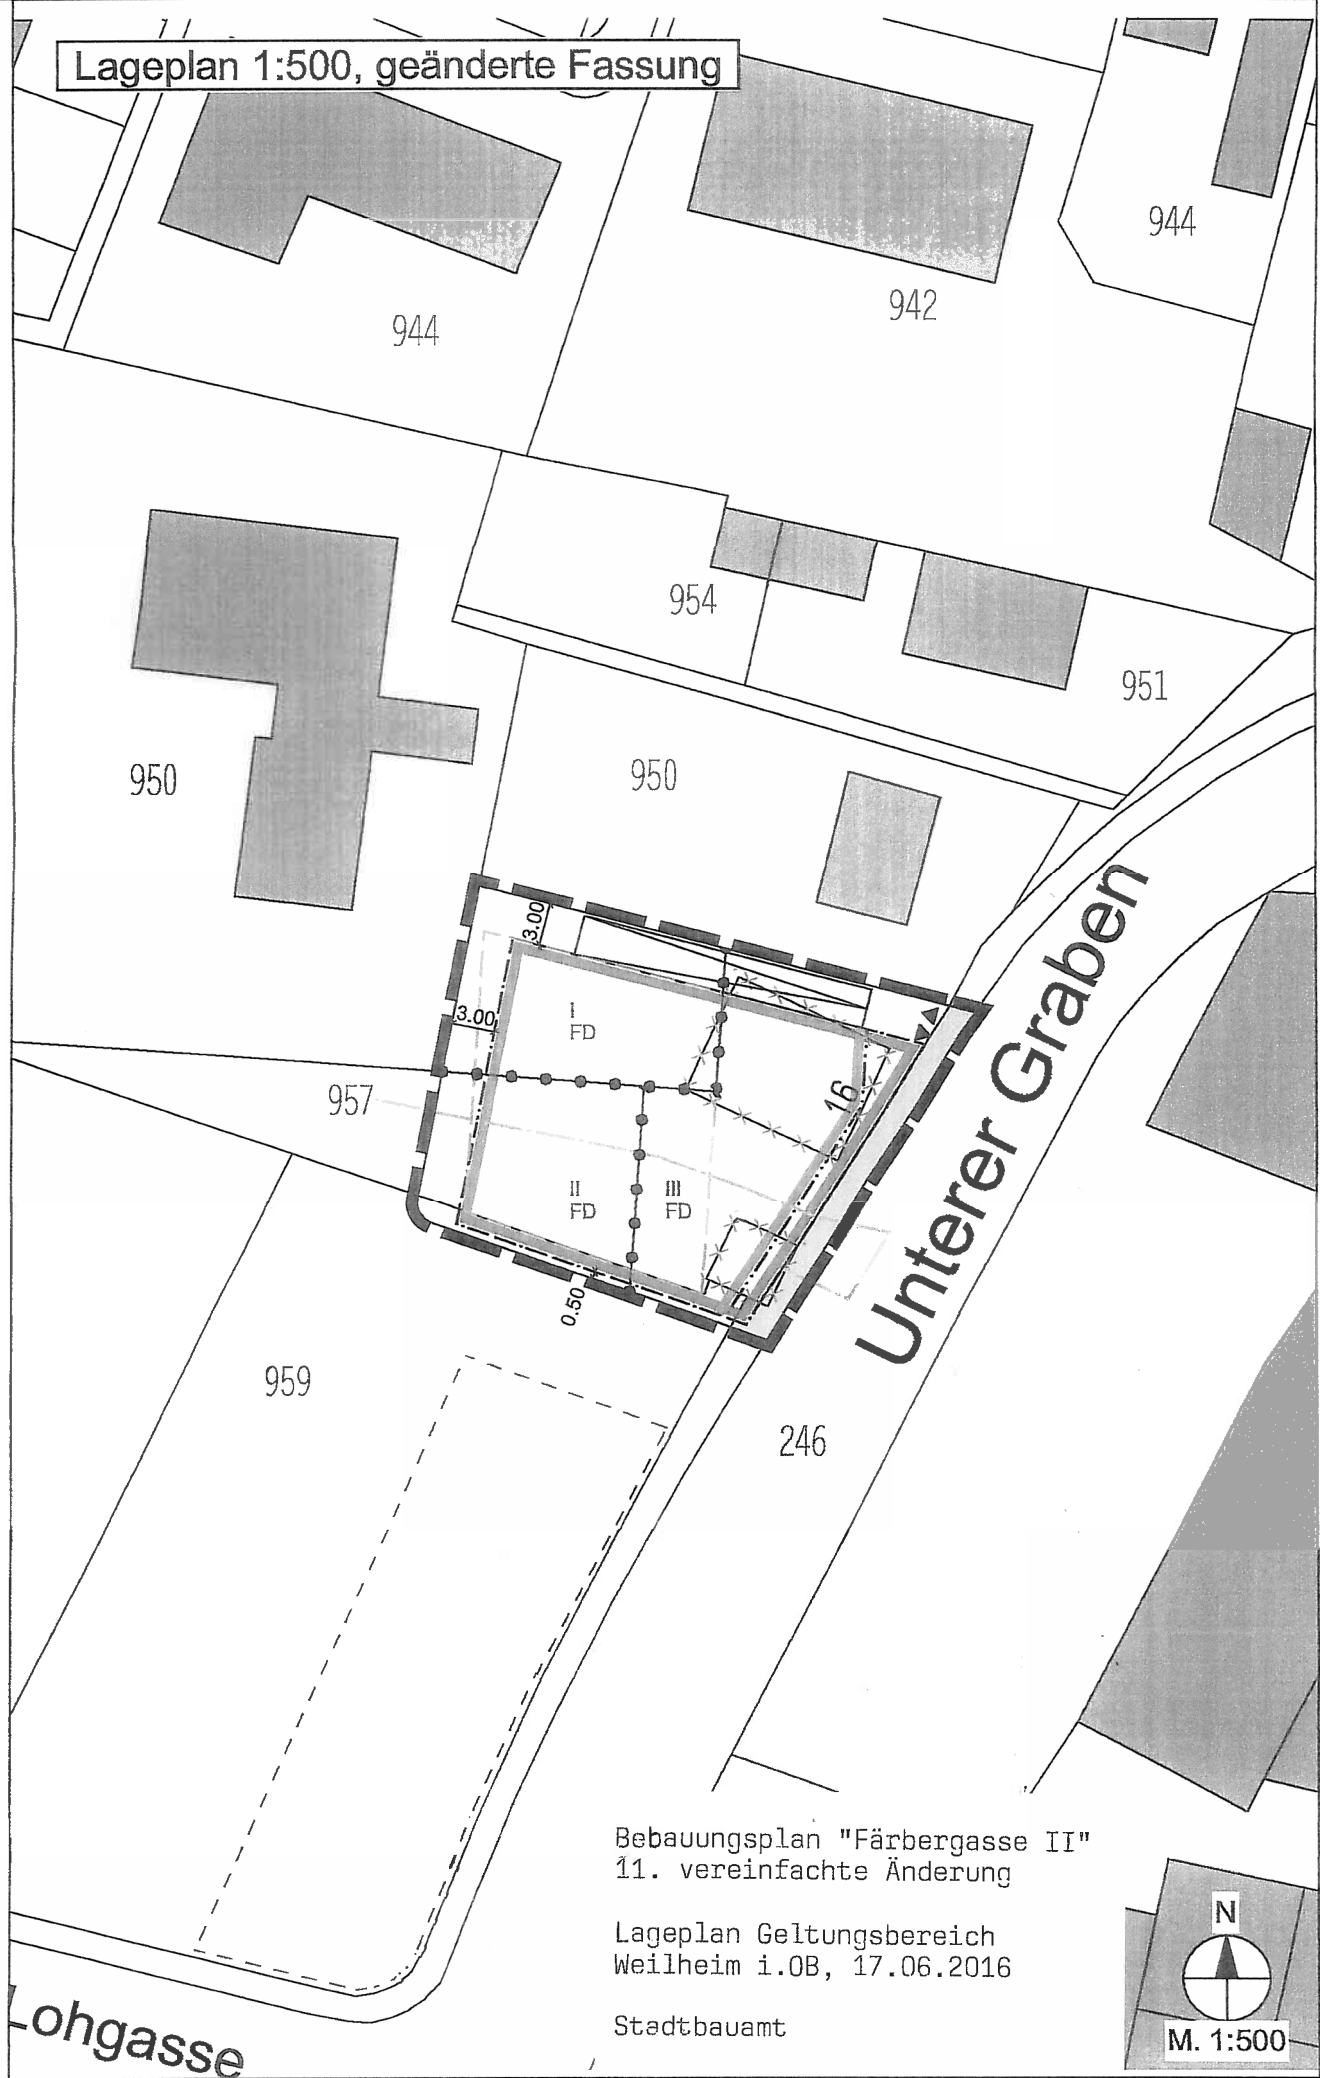 Lageplan 1:500, geänderte Fassung
944
942
944
954
951
950
950
3.00
3.00
I
FD
16
957
II
FD
III
FD
0.50
Unterer Graben
959
246
Bebauungsplan "Färbergasse II"
11. vereinfachte Änderung
Lageplan Geltungsbereich
Weilheim i.OB, 17.06.2016
Stadtbauamt
N
M. 1:500
Lohgasse